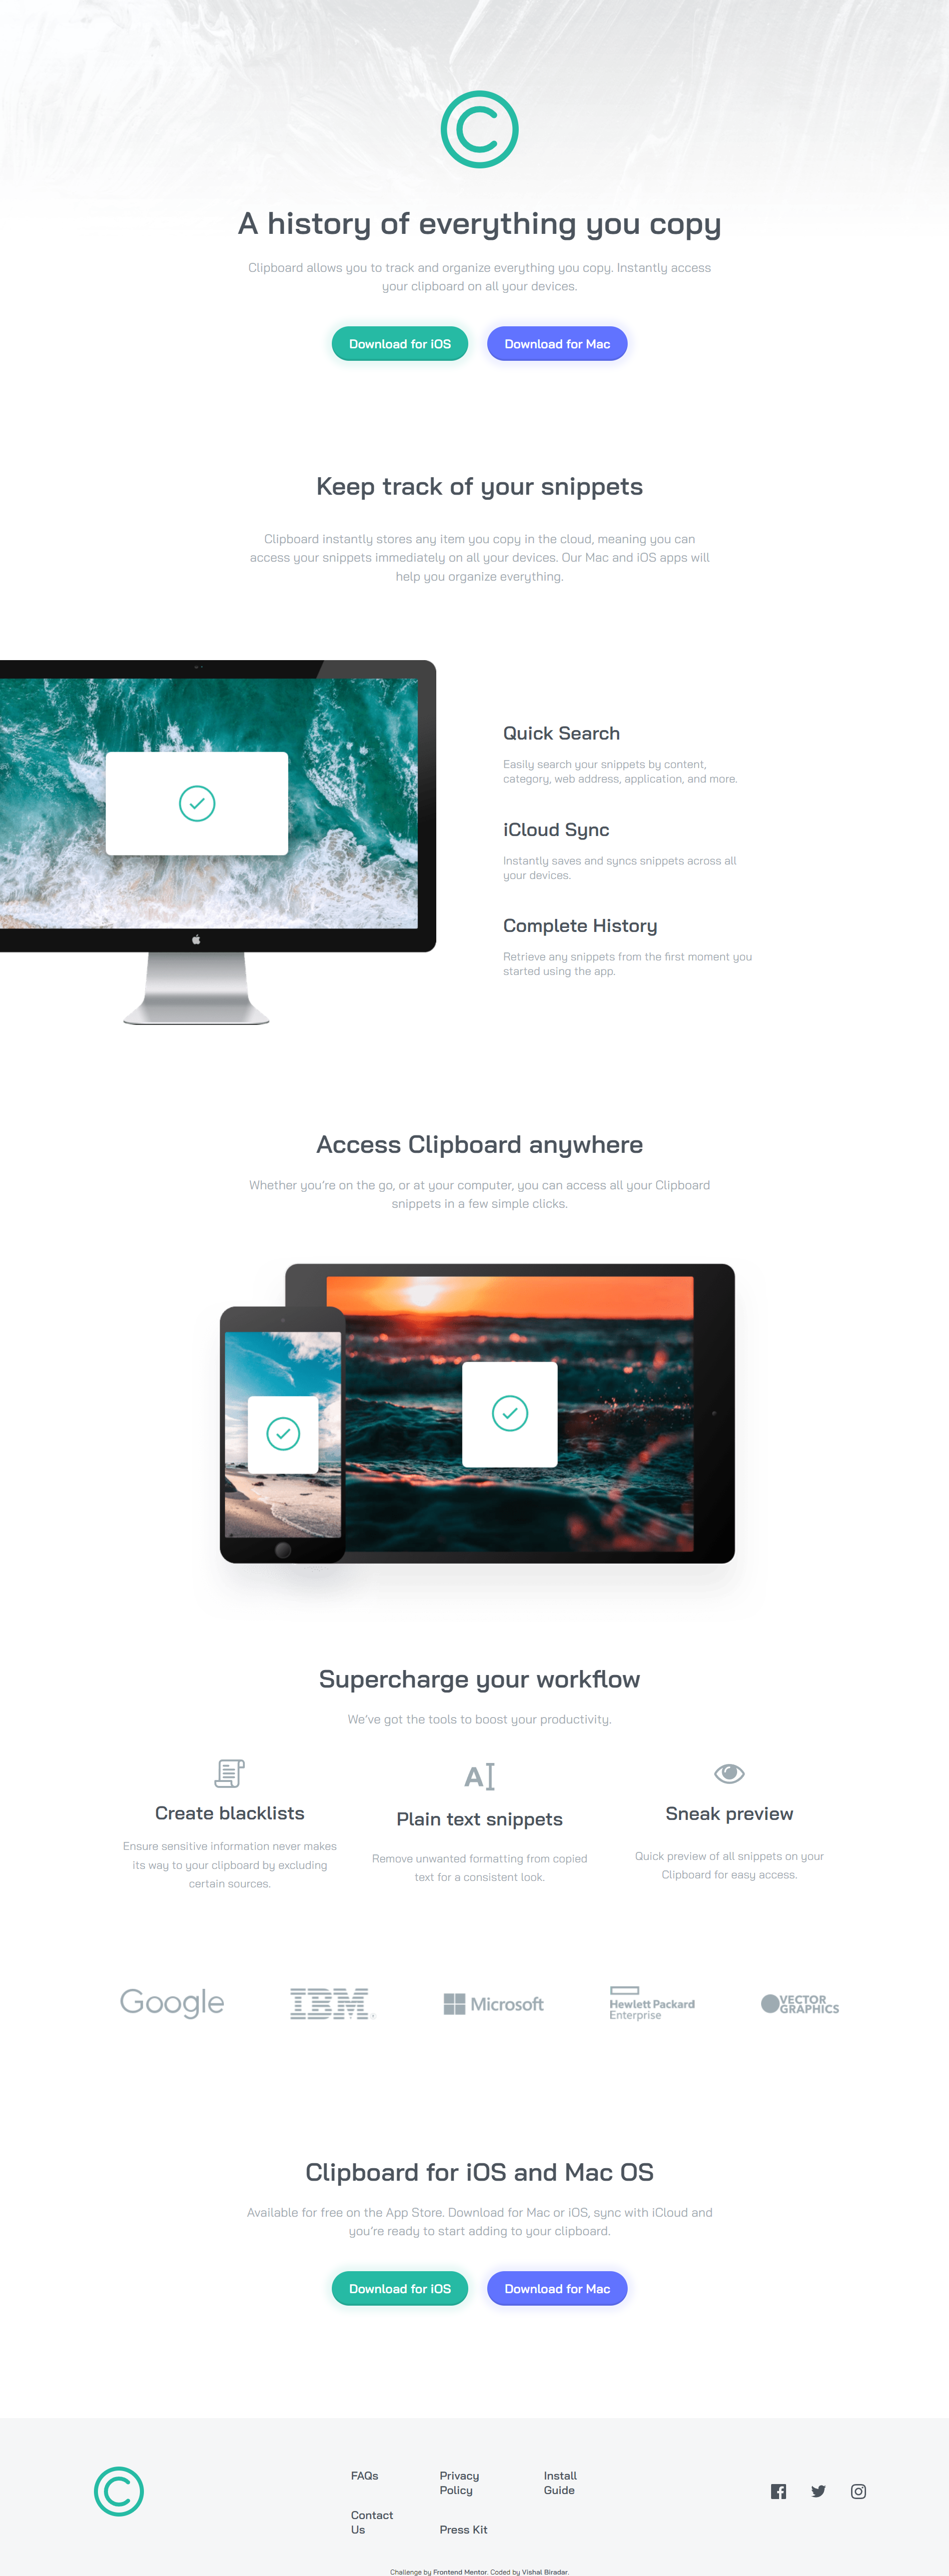 A history of everything you copy
Clipboard allows you to track and organize everything you copy. Instantly access
your clipboard on all your devices.
Download for iOS
Download for Mac
Keep track of your snippets
Clipboard instantly stores any item you copy in the cloud, meaning you can
access your snippets immediately on all your devices. Our Mac and iOS apps will
help you organize everything.
Quick Search
Easily search your snippets by content,
category, web address, application, and more.
iCloud Sync
Instantly saves and syncs snippets across all
your devices.
Complete History
Retrieve any snippets from the first moment you
started using the app.
Access Clipboard anywhere
Whether you’re on the go, or at your computer, you can access all your Clipboard
snippets in a few simple clicks.
Supercharge your workflow
We’ve got the tools to boost your productivity.
Create blacklists
Ensure sensitive information never makes
its way to your clipboard by excluding
certain sources.
A
Plain text snippets
Remove unwanted formatting from copied
text for a consistent look.
Sneak preview
Quick preview of all snippets on your
Clipboard for easy access.
Google
IBM
Microsoft
Hewlett Packard
Enterprise
VECTOR
GRAPHICS
Clipboard for iOS and Mac OS
Available for free on the App Store. Download for Mac or iOS, sync with iCloud and
you’re ready to start adding to your clipboard.
Download for iOS
Download for Mac
FAQs
Contact
Us
Privacy
Policy
Press Kit
Install
Guide
Challenge by Frontend Mentor. Coded by Vishal Biradar.